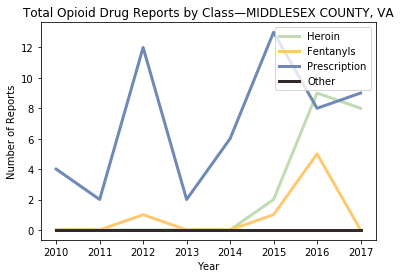 Total Opioid Drug Reports by Class—MIDDLESEX COUNTY, VA
Heroin
Fentanyls
Prescription
Other
12
10
8
6
4
2
0
Number of Reports
2010 2011 2012 2013 2014 2015 2016 2017
Year